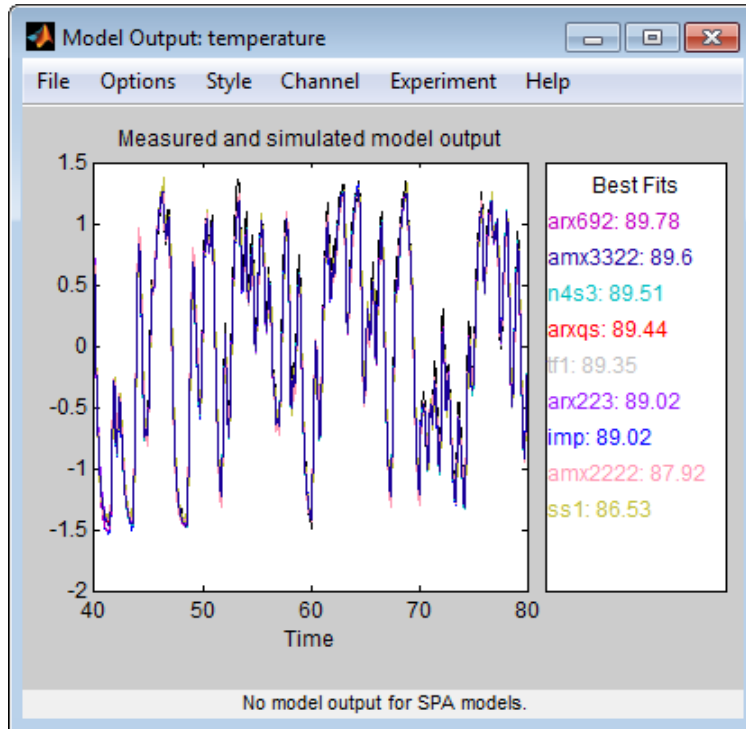 Model Output: temperature
File Options Style Channel Experiment Help
Measured and simulated model output
1.5
1
0.5
0
-0.5
-1
-1.5
-2
40 50 60 70 80
Time
Best Fits
arx692: 89.78
amx3322: 89.6
n4s3: 89.51
arxqs: 89.44
tf1: 89.35
arx223: 89.02
imp: 89.02
amx2222: 87.92
ss1: 86.53
No model output for SPA models.